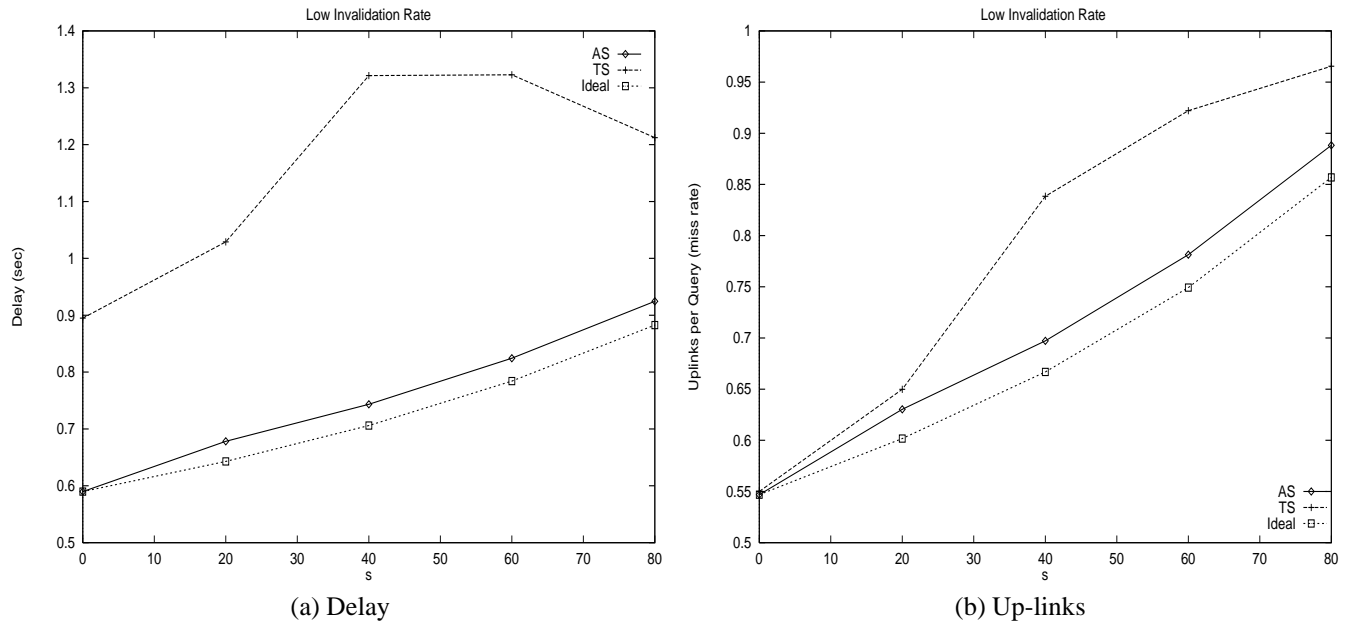 Low Invalidation Rate
1.4
1.3
1.2
1.1
1
0.9
0.8
0.7
0.6
0.5
Delay (sec)
AS
TS
Ideal
0 10 20 30 40 50 60 70 80
s
(a) Delay
Low Invalidation Rate
1
0.95
0.9
0.85
0.8
0.75
0.7
0.65
0.6
0.55
0.5
Uplinks per Query (miss rate)
AS
TS
Ideal
0 10 20 30 40 50 60 70 80
s
(b) Up-links